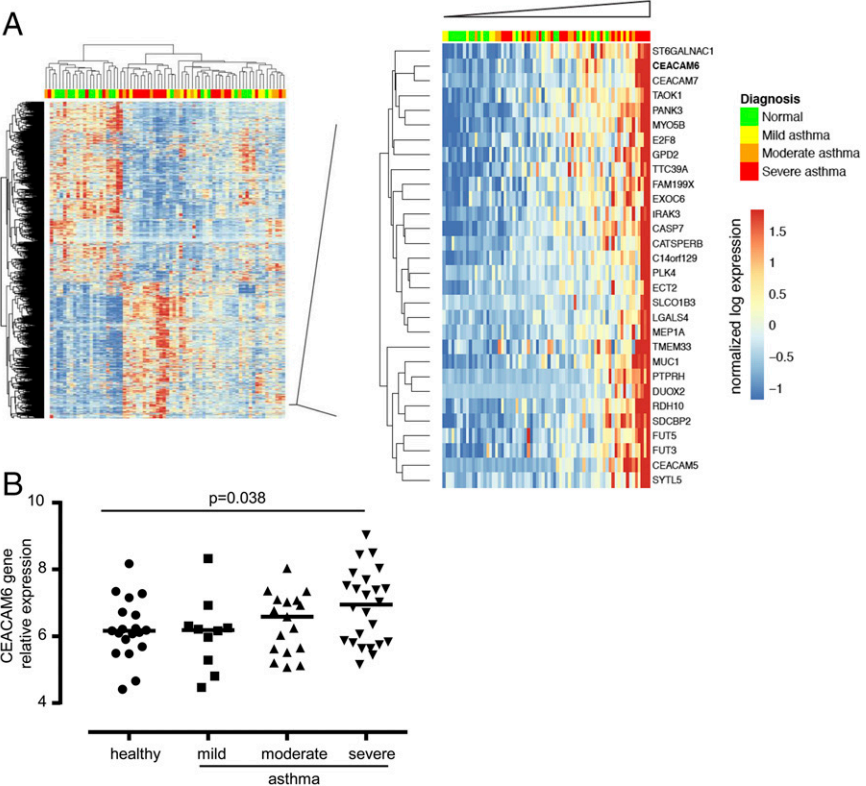 A
ST6GALNAC1
CEACAM6
CEACAM7
TAOK1
PANK3
MYO5B
E2F8
GPD2
TTC39A
FAM199X
EXOC6
IRAK3
CASP7
CATSPERB
C14orf129
PLK4
ECT2
SLCO1B3
LGALS4
MEP1A
TMEM33
MUC1
PTPRH
DUOX2
RDH10
SDCBP2
FUT5
FUT3
CEACAM5
SYTL5
Diagnosis
Normal
Mild asthma
Moderate asthma
Severe asthma
normalized log expression
1.5
1
0.5
0
−0.5
−1
B
p=0.038
CEACAM6 gene
relative expression
10
8
6
4
healthy mild moderate severe
asthma